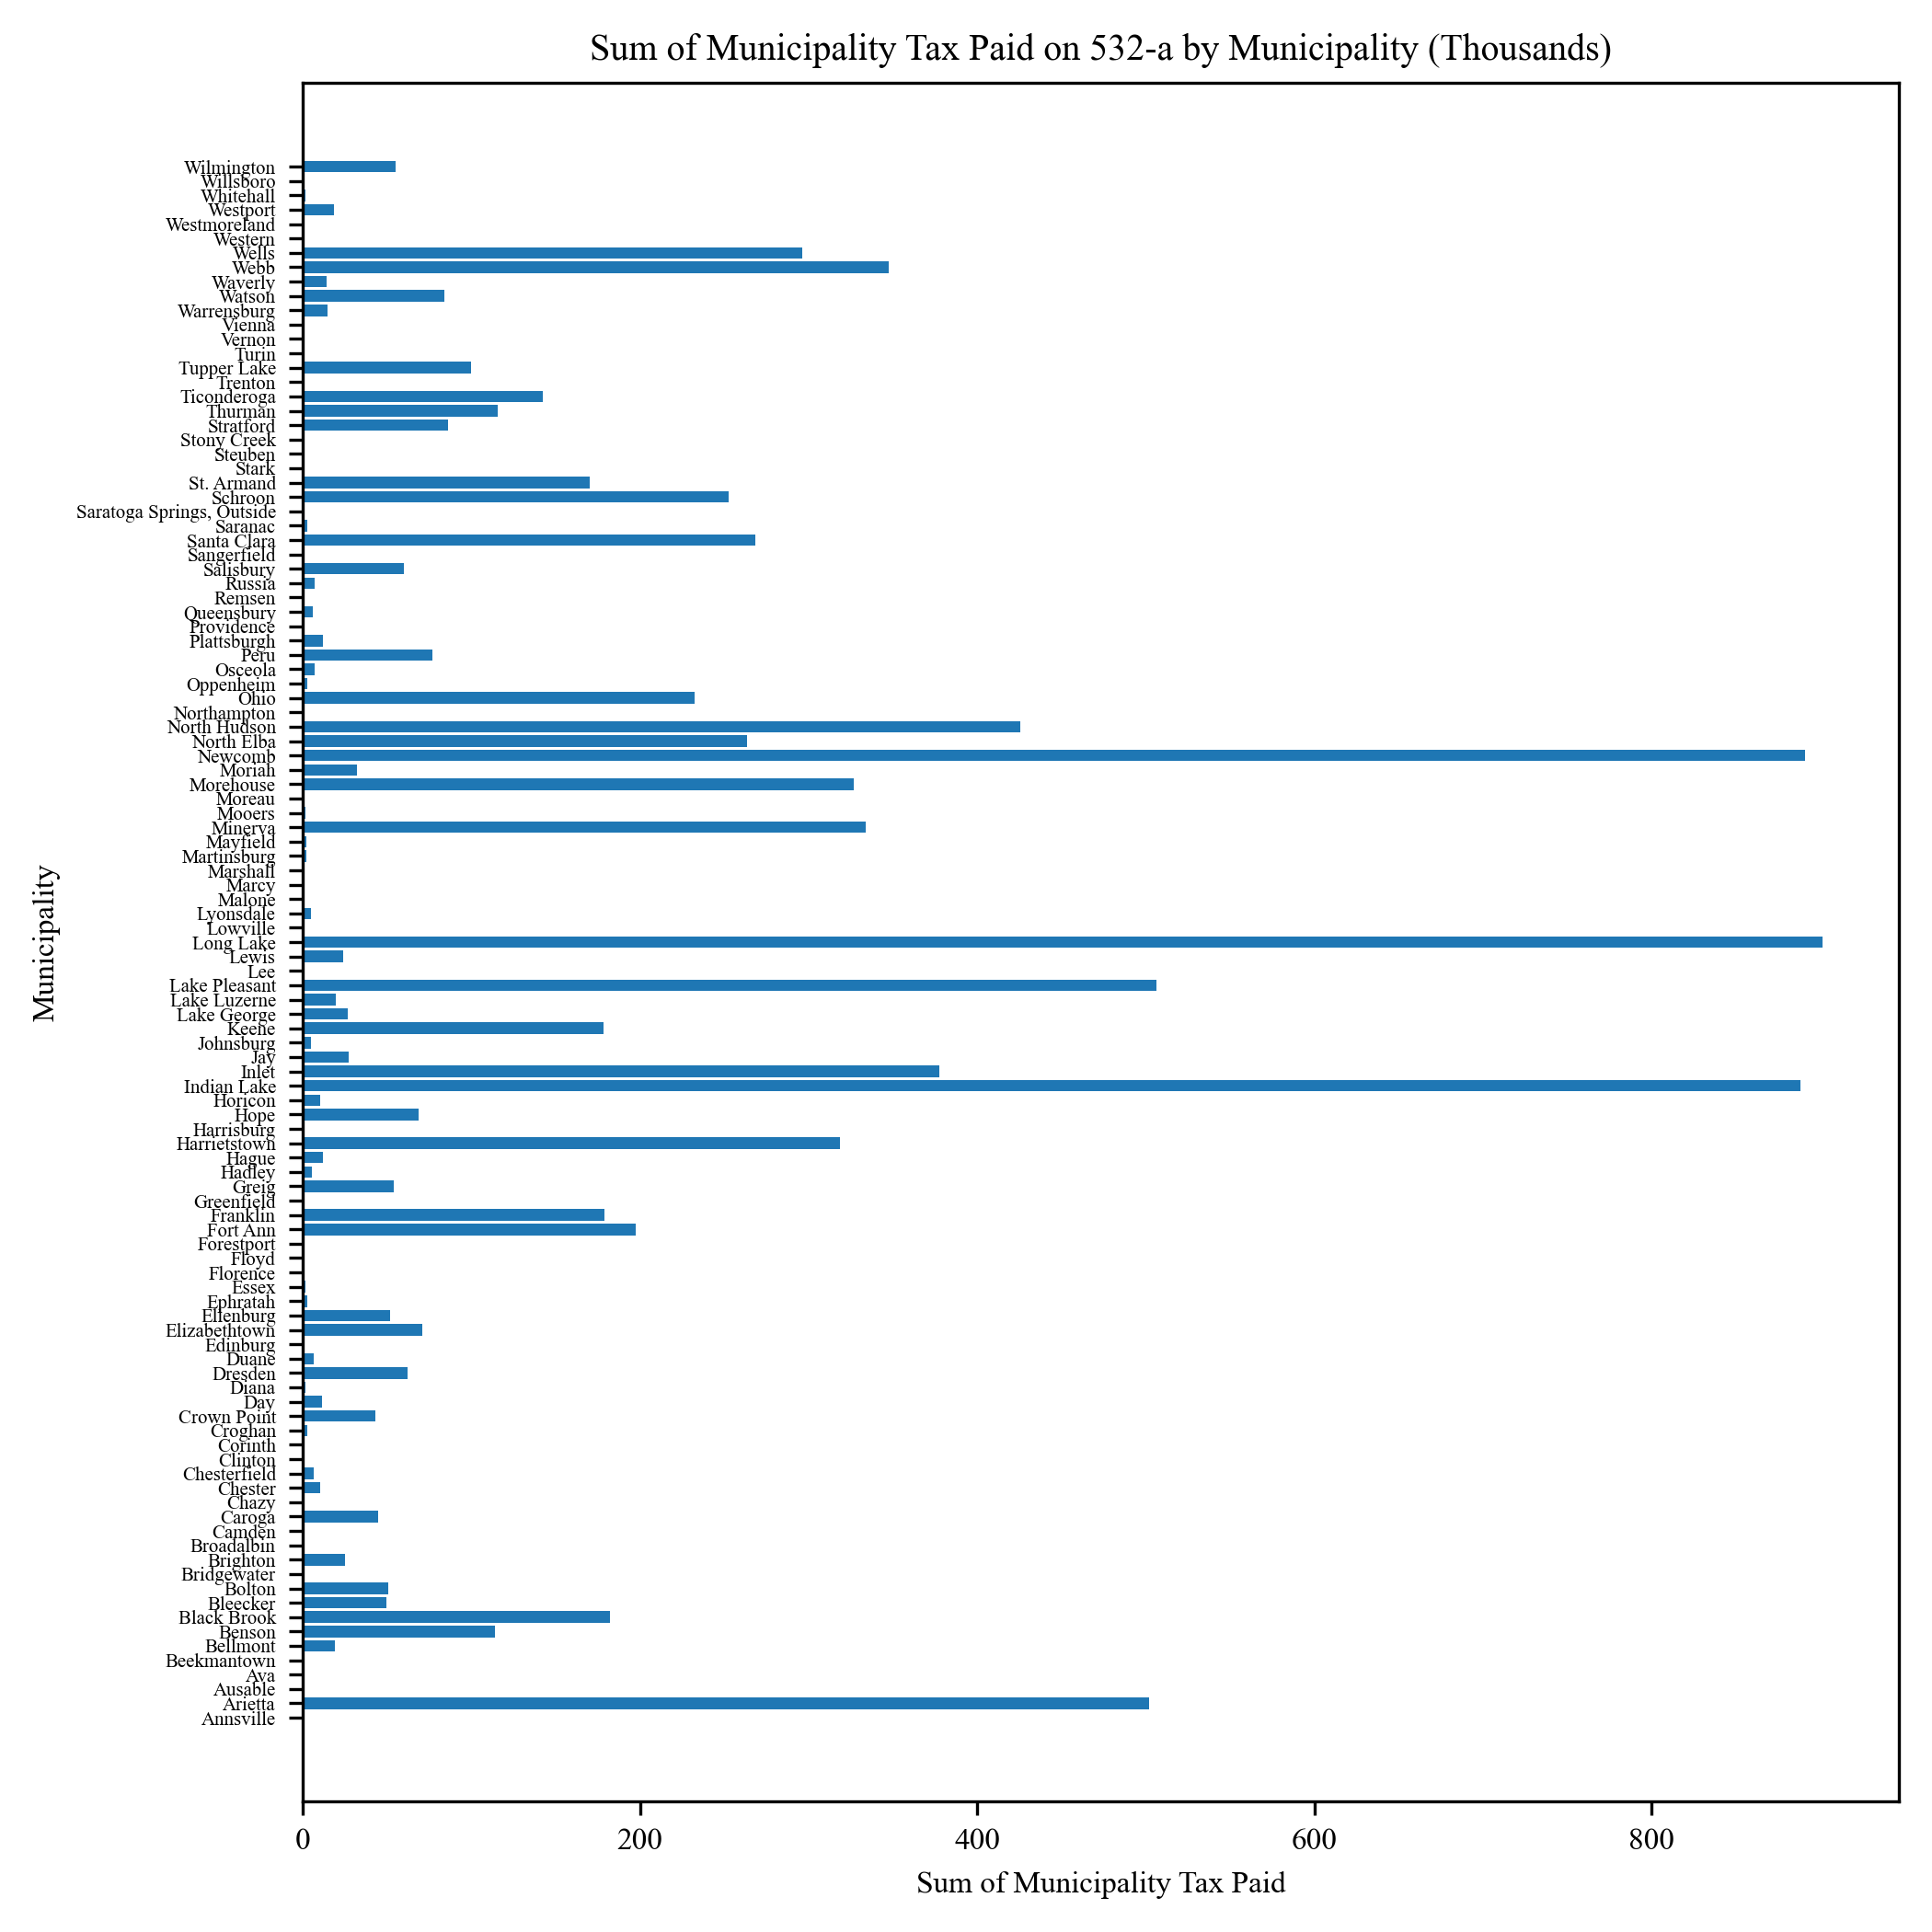 Sum of Municipality Tax Paid on 532-a by Municipality (Thousands)
Wilmington
Willsboro
Whitehall
Westport
Westmoreland
Western
Wells
Webb
Waverly
Watson
Warrensburg
Vienna
Vernon
Turin
Tupper Lake
Trenton
Ticonderoga
Thurman
Stratford
Stony Creek
Steuben
Stark
St. Armand
Schroon
Saratoga Springs, Outside
Saranac
Santa Clara
Sangerfield
Salisbury
Russia
Remsen
Queensbury
Providence
Plattsburgh
Peru
Osceola
Oppenheim
Ohio
Northampton
North Hudson
North Elba
Newcomb
Moriah
Morehouse
Moreau
Mooers
Minerva
Mayfield
Martinsburg
Marshall
Marcy
Malone
Lyonsdale
Lowville
Long Lake
Lewis
Lee
Lake Pleasant
Lake Luzerne
Lake George
Keene
Johnsburg
Jay
Inlet
Indian Lake
Horicon
Hope
Harrisburg
Harrietstown
Hague
Hadley
Greig
Greenfield
Franklin
Fort Ann
Forestport
Floyd
Florence
Essex
Ephratah
Ellenburg
Elizabethtown
Edinburg
Duane
Dresden
Diana
Day
Crown Point
Croghan
Corinth
Clinton
Chesterfield
Chester
Chazy
Caroga
Camden
Broadalbin
Brighton
Bridgewater
Bolton
Bleecker
Black Brook
Benson
Bellmont
Beekmantown
Ava
Ausable
Arietta
Annsville
Municipality
0 200 400 600 800
Sum of Municipality Tax Paid